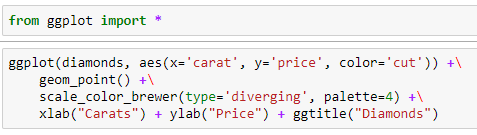 from ggplot import *
ggplot(diamonds, aes(x='carat', y='price', color='cut')) +\
    geom_point() +\
    scale_color_brewer(type='diverging', palette=4) +\
    xlab("Carats") + ylab("Price") + ggtitle("Diamonds")